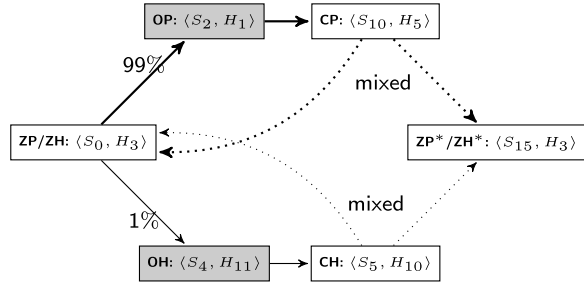 OP: ⟨S₂, H₁⟩
CP: ⟨S₁₀, H₅⟩
99%
mixed
ZP/ZH: ⟨S₀, H₃⟩
ZP*/ZH*: ⟨S₁₅, H₃⟩
1%
mixed
OH: ⟨S₄, H₁₁⟩
CH: ⟨S₅, H₁₀⟩